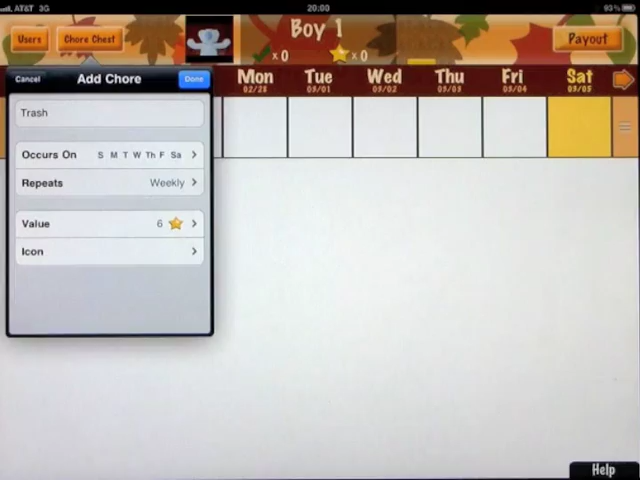 AT&T 3G 20:00 93%
Users Chore Chest Boy 1 Payout
x 0 x 0
Cancel Add Chore Done
Mon Tue Wed Thu Fri Sat
02/28 03/01 03/02 03/03 03/04 03/05
Trash
Occurs On S M T W Th F Sa
Repeats Weekly
Value 6
Icon
Help